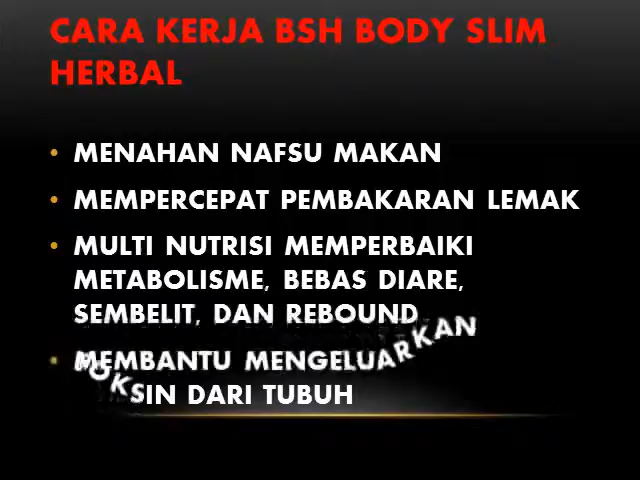 CARA KERJA BSH BODY SLIM
HERBAL
• MENAHAN NAFSU MAKAN
• MEMPERCEPAT PEMBAKARAN LEMAK
• MULTI NUTRISI MEMPERBAIKI
METABOLISME, BEBAS DIARE,
SEMBELIT, DAN REBOUND
• MEMBANTU MENGELUARKAN
TOKSIN DARI TUBUH